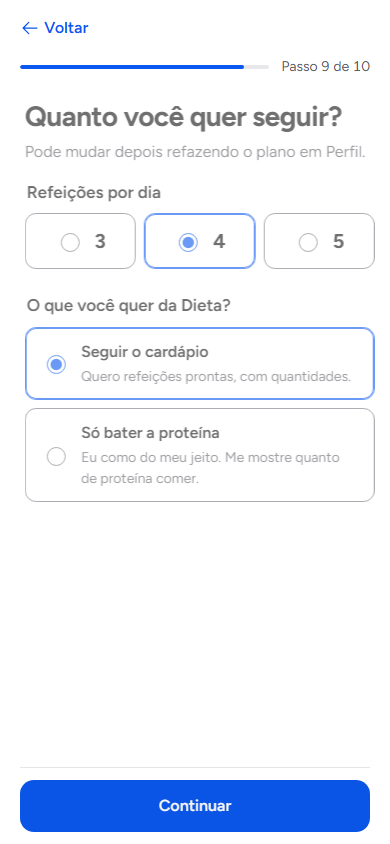 Voltar
Passo 9 de 10
Quanto você quer seguir?
Pode mudar depois refazendo o plano em Perfil.
Refeições por dia
3
4
5
O que você quer da Dieta?
Seguir o cardápio
Quero refeições prontas, com quantidades.
Só bater a proteína
Eu como do meu jeito. Me mostre quanto
de proteína comer.
Continuar